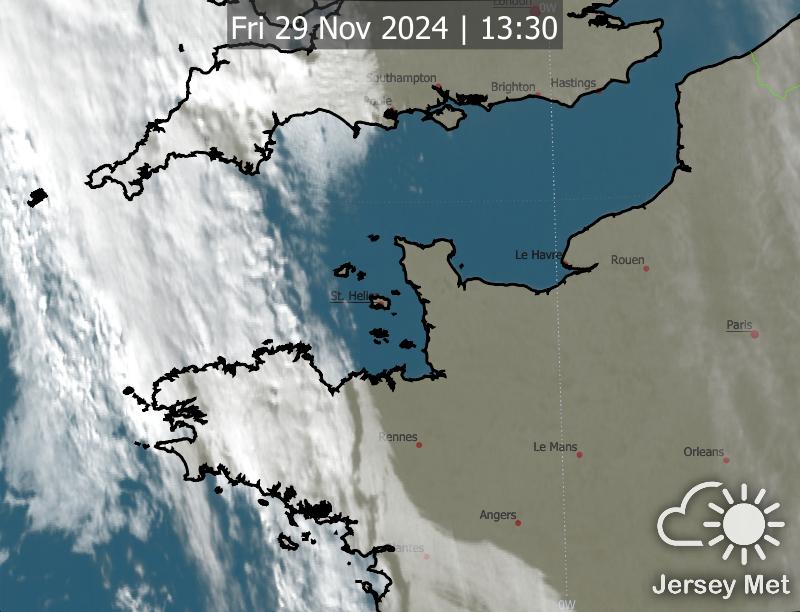 London
0W
Fri 29 Nov 2024 | 13:30
Southampton
Brighton
Hastings
Poole
Le Havre
Rouen
St. Helier
Paris
Rennes
Le Mans
Orleans
Angers
Nantes
0W
Jersey Met